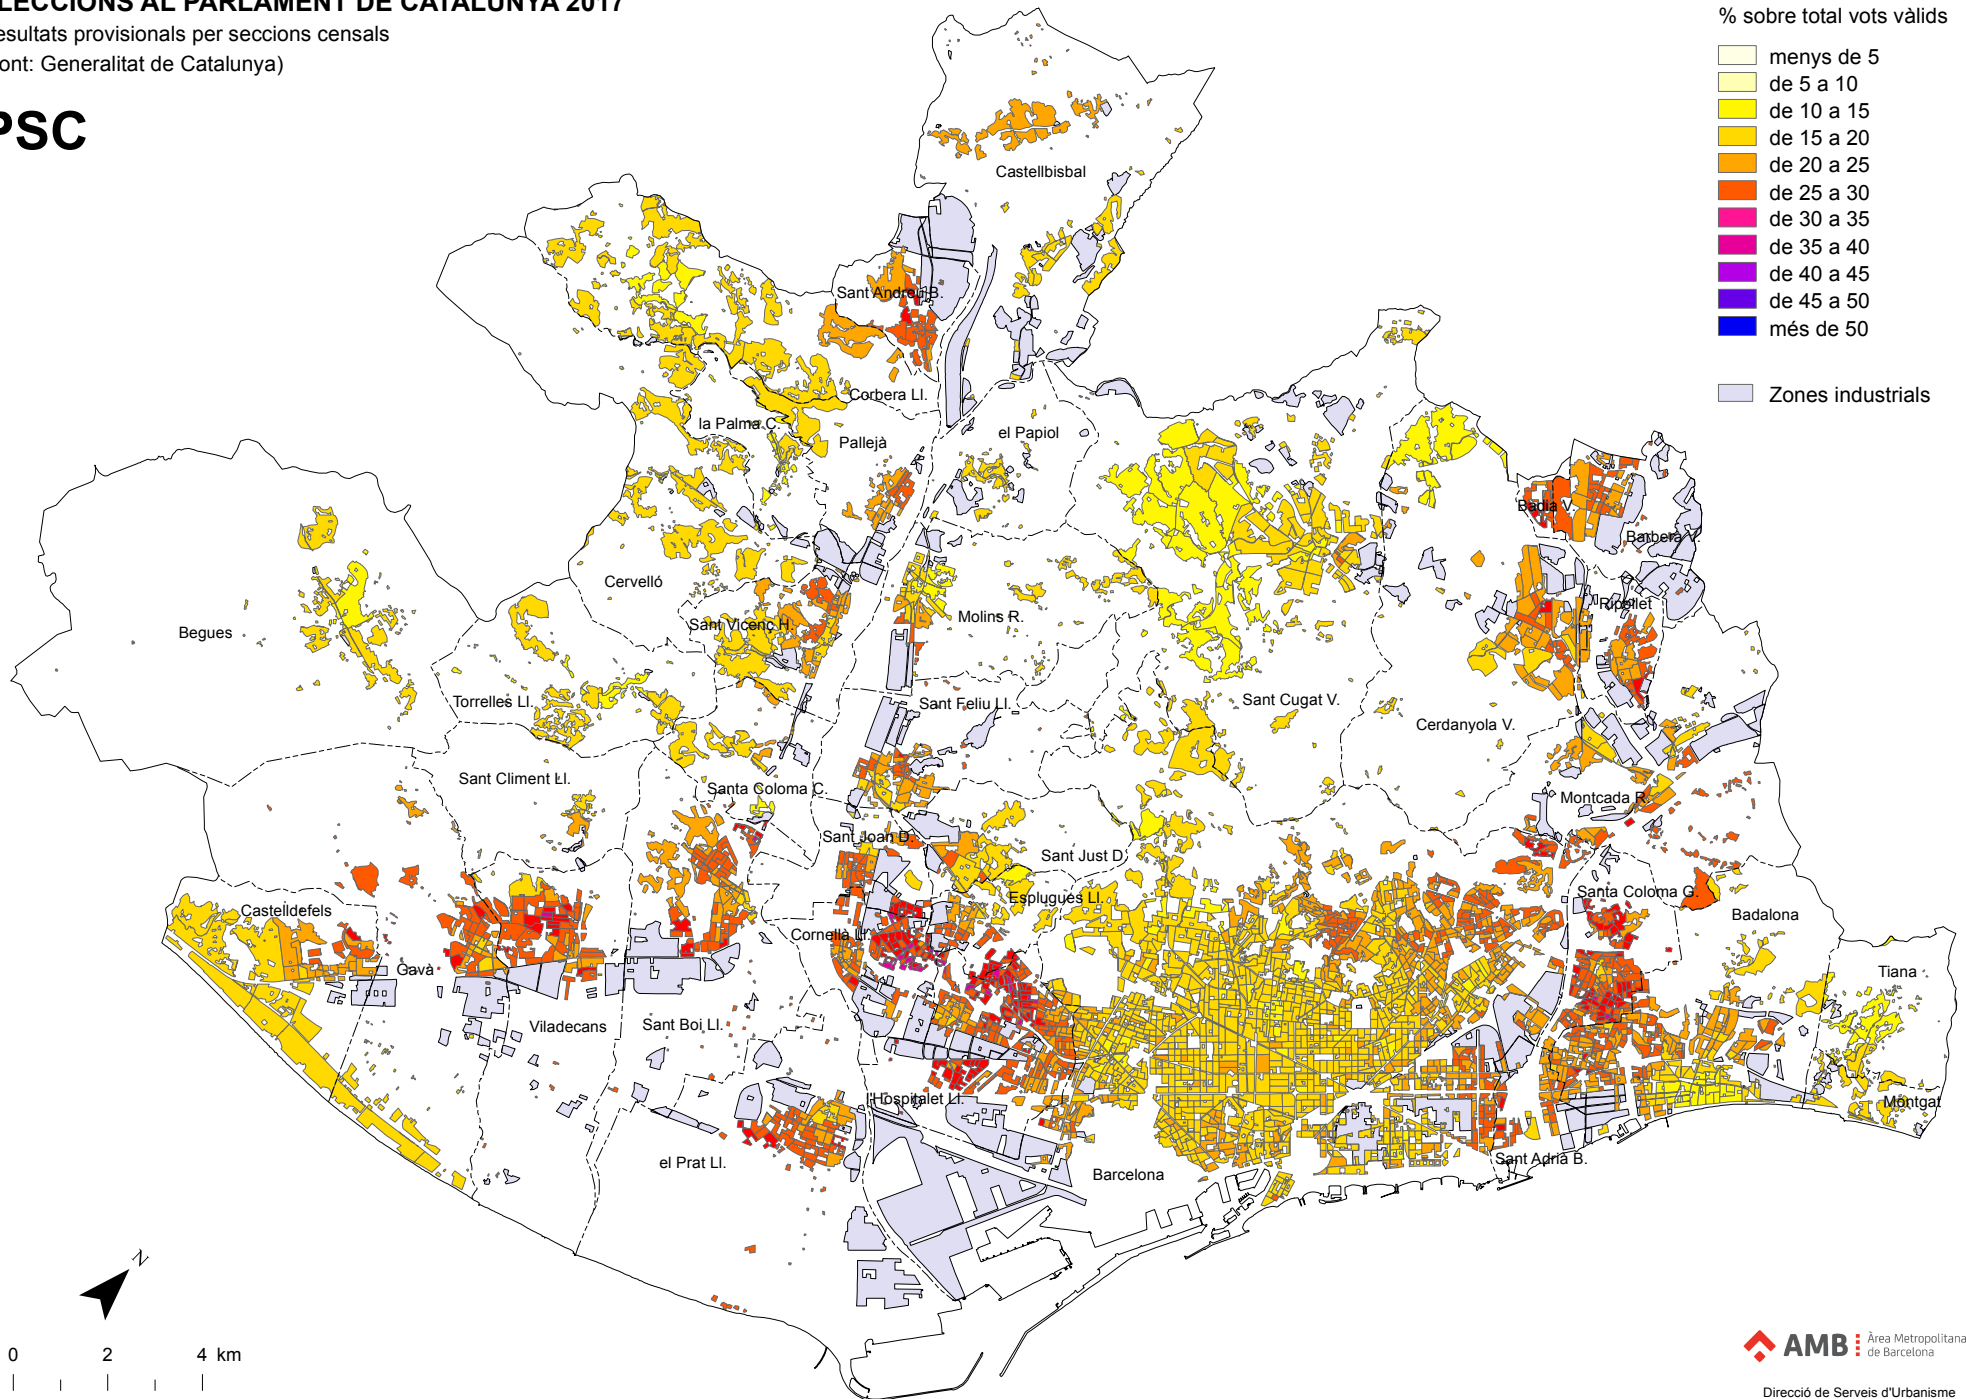 LECCIONS AL PARLAMENT DE CATALUNYA 2017
esultats provisionals per seccions censals
ont: Generalitat de Catalunya)
PSC
% sobre total vots vàlids
menys de 5
de 5 a 10
de 10 a 15
de 15 a 20
de 20 a 25
de 25 a 30
de 30 a 35
de 35 a 40
de 40 a 45
de 45 a 50
més de 50
Zones industrials
Castellbisbal
Sant Andreu B.
Corbera Ll.
la Palma C.
Pallejà
el Papiol
Badia V.
Barberà V.
Cervelló
Ripollet
Begues
Sant Vicenç H.
Molins R.
Torrelles Ll.
Sant Feliu Ll.
Sant Cugat V.
Cerdanyola V.
Sant Climent Ll.
Santa Coloma C.
Montcada R.
Sant Joan D.
Sant Just D.
Esplugues Ll.
Santa Coloma G.
Castelldefels
Badalona
Cornellà Ll.
Gavà
Tiana
Viladecans
Sant Boi Ll.
l'Hospitalet Ll.
Montgat
el Prat Ll.
Barcelona
Sant Adrià B.
N
0 2 4 km
AMB Àrea Metropolitana
de Barcelona
Direcció de Serveis d'Urbanisme